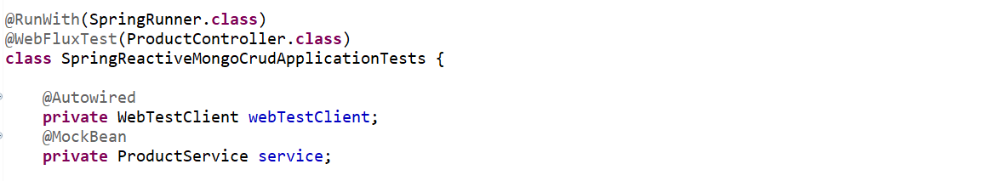 @RunWith(SpringRunner.class)
@WebFluxTest(ProductController.class)
class SpringReactiveMongoCrudApplicationTests {
@Autowired
private WebTestClient webTestClient;
@MockBean
private ProductService service;